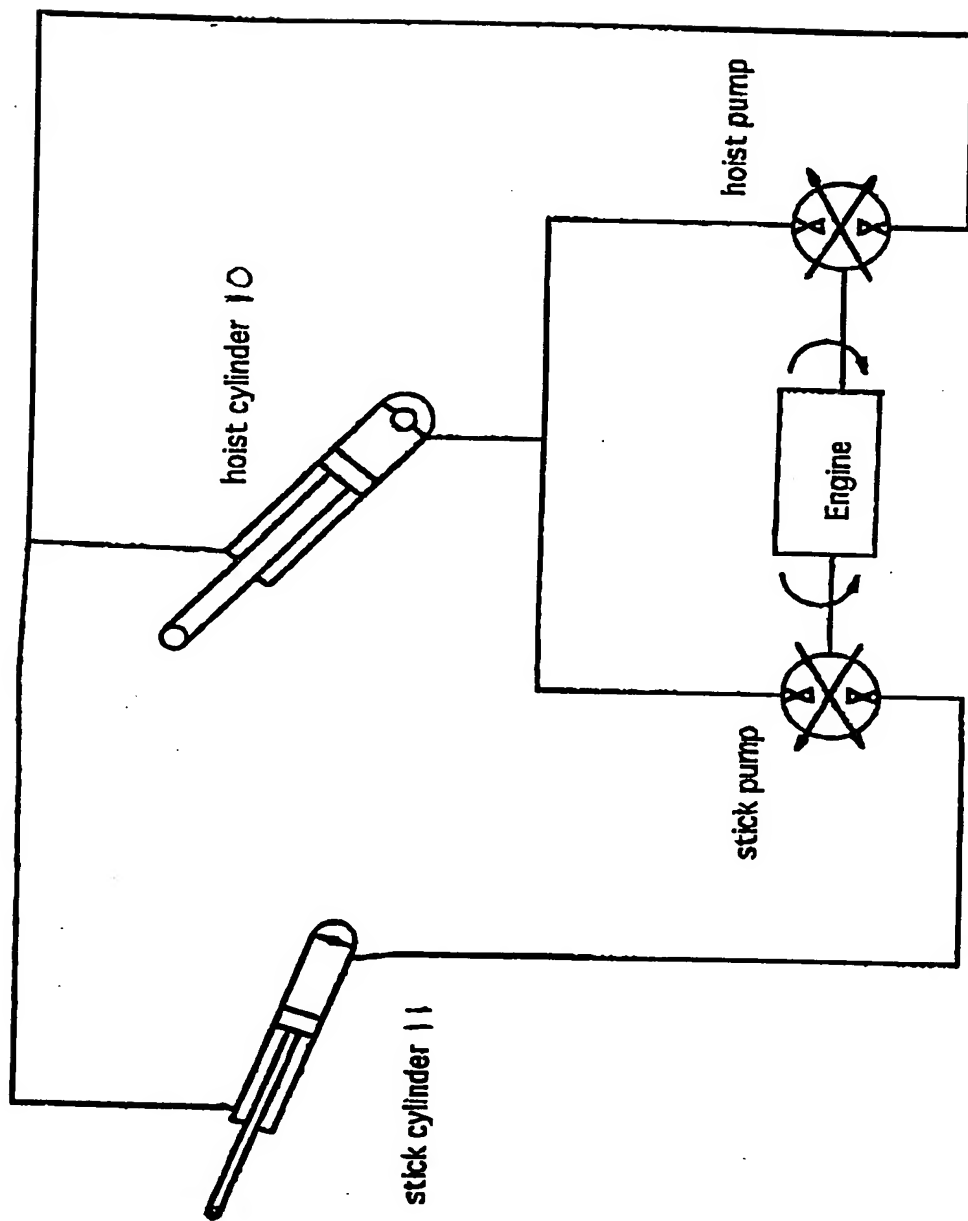 hoist cylinder 10
stick cylinder 11
hoist pump
Engine
stick pump